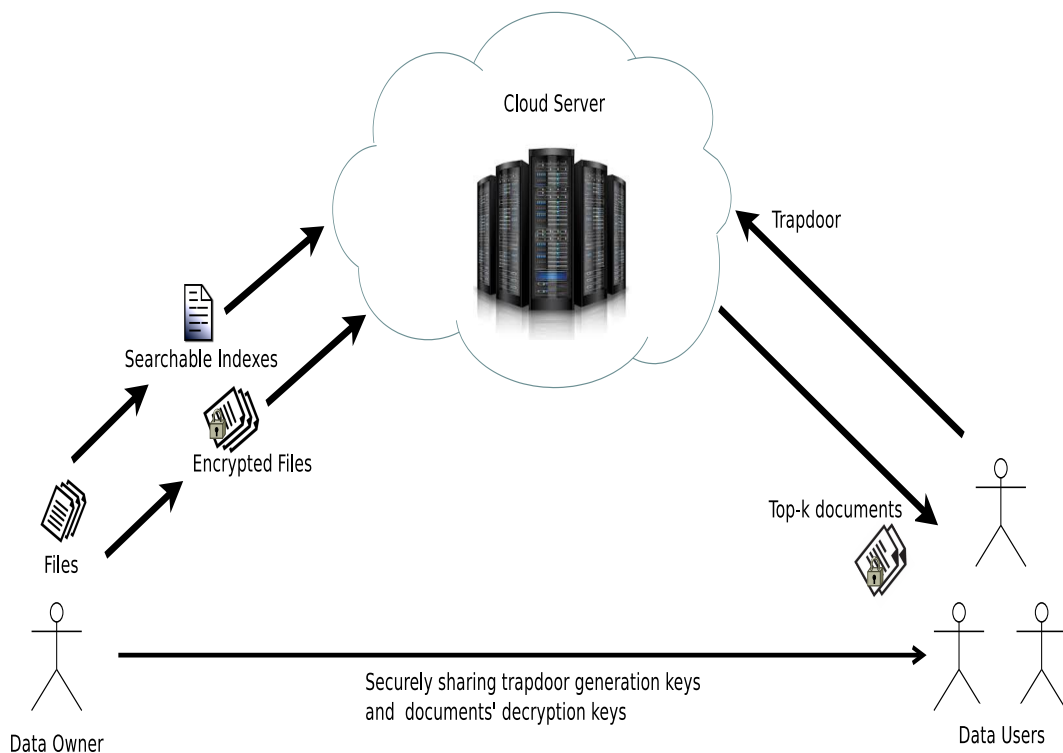 Cloud Server
Trapdoor
Searchable Indexes
Encrypted Files
Top-k documents
Files
Securely sharing trapdoor generation keys
and documents' decryption keys
Data Owner
Data Users